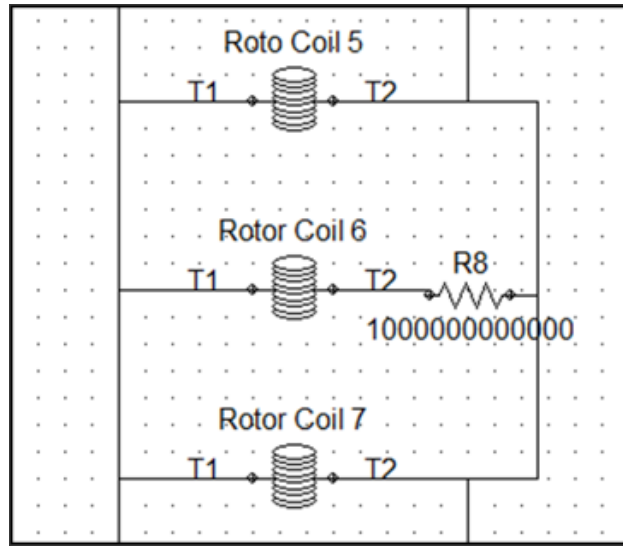 Roto Coil 5
T1 T2
Rotor Coil 6
T1 T2
R8
1000000000000
Rotor Coil 7
T1 T2